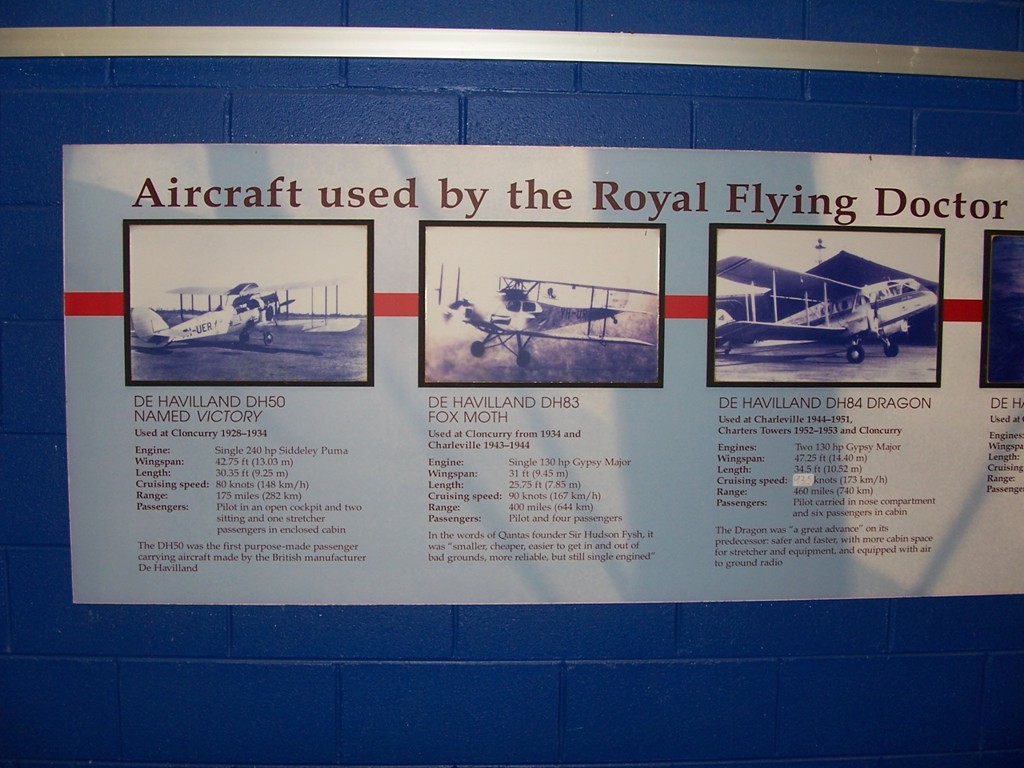 Aircraft used by the Royal Flying Doctor
DE HAVILLAND DH50
NAMED VICTORY
Used at Cloncurry 1928–1934
Engine: Single 240 hp Siddeley Puma
Wingspan: 42.75 ft (13.03 m)
Length: 30.35 ft (9.25 m)
Cruising speed: 80 knots (148 km/h)
Range: 175 miles (282 km)
Passengers: Pilot in an open cockpit and two
sitting and one stretcher
passengers in enclosed cabin
The DH50 was the first purpose-made passenger
carrying aircraft made by the British manufacturer
De Havilland
DE HAVILLAND DH83
FOX MOTH
Used at Cloncurry from 1934 and
Charleville 1943–1944
Engine: Single 130 hp Gypsy Major
Wingspan: 31 ft (9.45 m)
Length: 25.75 ft (7.85 m)
Cruising speed: 90 knots (167 km/h)
Range: 400 miles (644 km)
Passengers: Pilot and four passengers
In the words of Qantas founder Sir Hudson Fysh, it
was "smaller, cheaper, easier to get in and out of
bad grounds, more reliable, but still single engined"
DE HAVILLAND DH84 DRAGON
Used at Charleville 1944–1951,
Charters Towers 1952–1953 and Cloncurry
Engines: Two 130 hp Gypsy Major
Wingspan: 47.25 ft (14.40 m)
Length: 34.5 ft (10.52 m)
Cruising speed: knots (173 km/h)
Range: 460 miles (740 km)
Passengers: Pilot carried in nose compartment
and six passengers in cabin
The Dragon was "a great advance" on its
predecessor: safer and faster, with more cabin space
for stretcher and equipment, and equipped with air
to ground radio
DE HA
Used at
Engines:
Wingspan
Length:
Cruising
Range:
Passenger